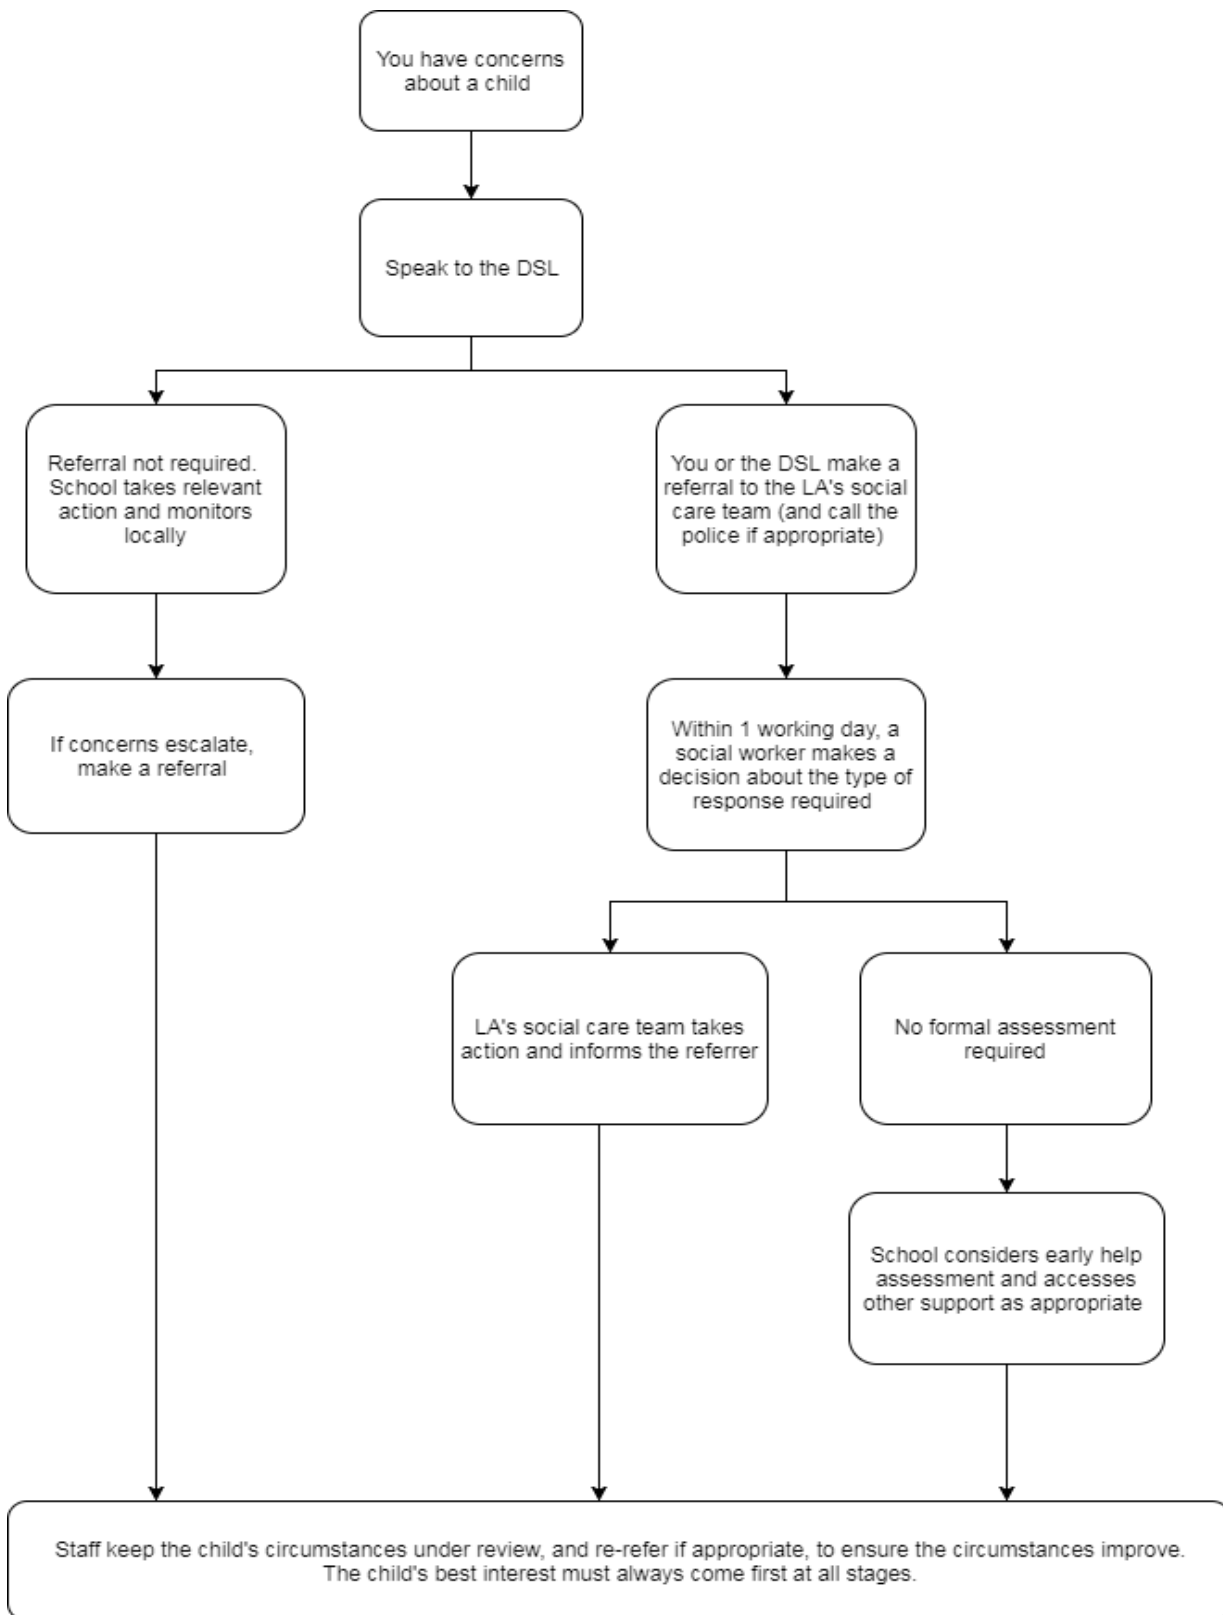 You have concerns
about a child
Speak to the DSL
Referral not required.
School takes relevant
action and monitors
locally
You or the DSL make a
referral to the LA's social
care team (and call the
police if appropriate)
If concerns escalate,
make a referral
Within 1 working day, a
social worker makes a
decision about the type of
response required
LA's social care team takes
action and informs the referrer
No formal assessment
required
School considers early help
assessment and accesses
other support as appropriate
Staff keep the child's circumstances under review, and re-refer if appropriate, to ensure the circumstances improve.
The child's best interest must always come first at all stages.